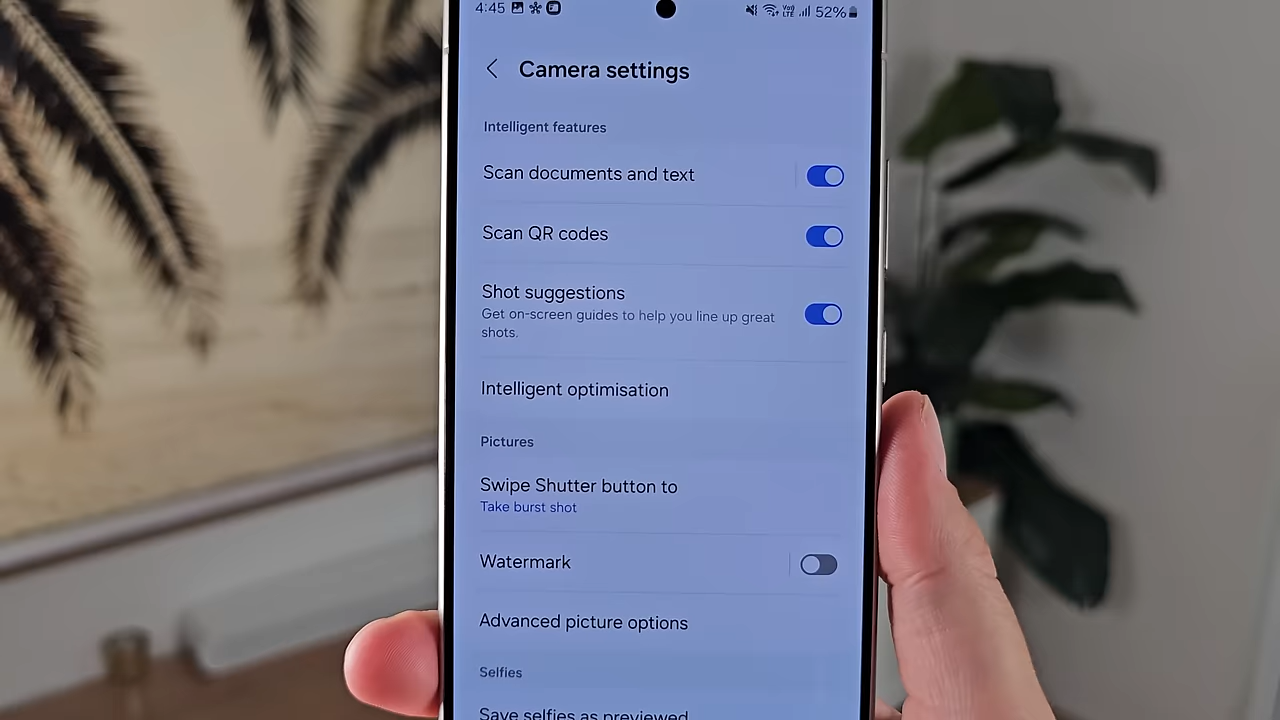 4:45 52%
Camera settings
Intelligent features
Scan documents and text
Scan QR codes
Shot suggestions
Get on-screen guides to help you line up great
shots.
Intelligent optimisation
Pictures
Swipe Shutter button to
Take burst shot
Watermark
Advanced picture options
Selfies
Save selfies as previewed